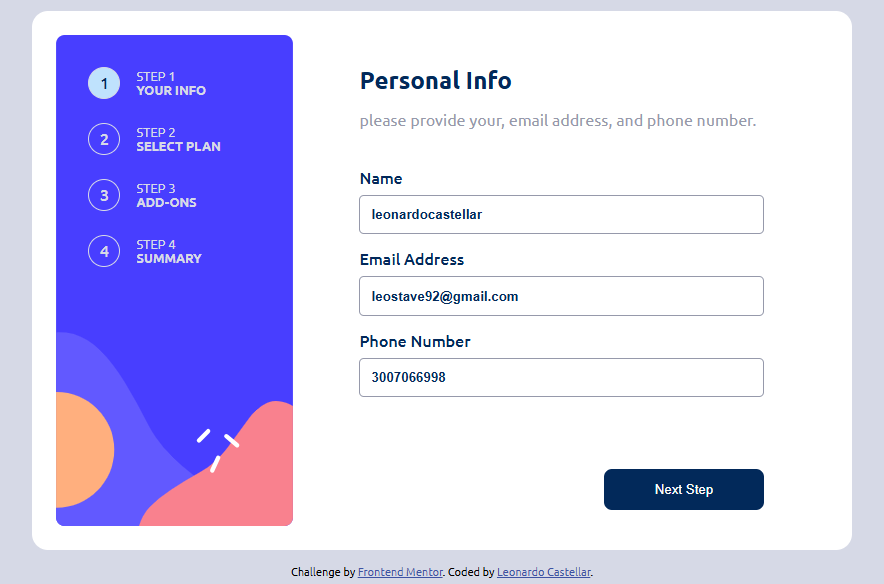 1
STEP 1
YOUR INFO
2
STEP 2
SELECT PLAN
3
STEP 3
ADD-ONS
4
STEP 4
SUMMARY
Personal Info
please provide your, email address, and phone number.
Name
leonardocastellar
Email Address
leostave92@gmail.com
Phone Number
3007066998
Next Step
Challenge by Frontend Mentor. Coded by Leonardo Castellar.